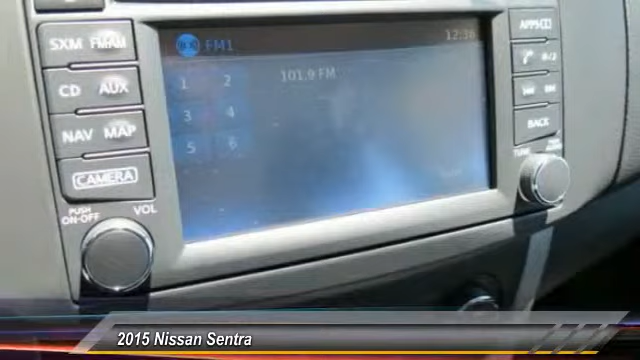 SXM FM/AM
CD AUX
NAV MAP
CAMERA
PUSH
ON-OFF
VOL
FM1
12:36
101.9 FM
1 2
3 4
5 6
APPS
BACK
TUNE
2015 Nissan Sentra